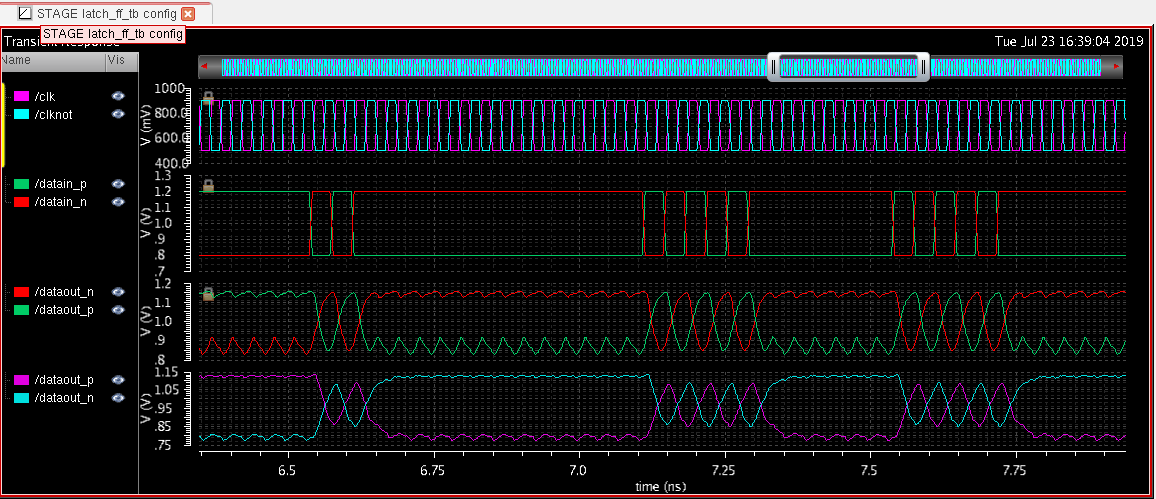 STAGE latch_ff_tb config
STAGE latch_ff_tb config
Transient Response
Tue Jul 23 16:39:04 2019
Name Vis
/clk
/clknot
/datain_p
/datain_n
/dataout_n
/dataout_p
/dataout_p
/dataout_n
V (mV)
1000
800.0
600.0
400.0
V (V)
1.3
1.2
1.1
1.0
.9
.8
.7
V (V)
1.2
1.1
1.0
.9
.8
V (V)
1.15
1.05
.95
.85
.75
6.5 6.75 7.0 7.25 7.5 7.75
time (ns)